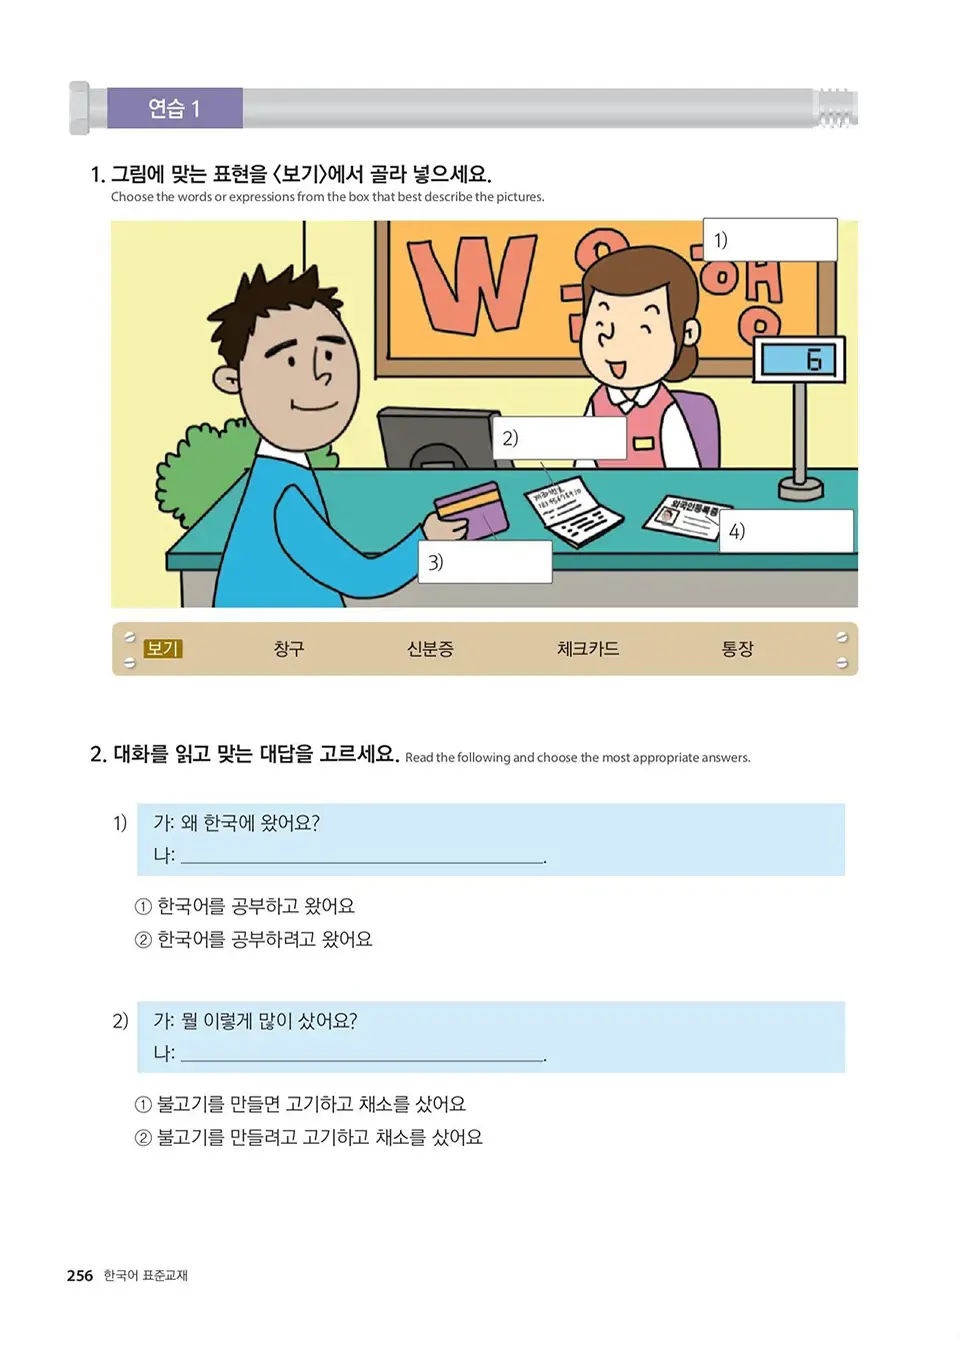 연습 1
1. 그림에 맞는 표현을 〈보기〉에서 골라 넣으세요.
Choose the words or expressions from the box that best describe the pictures.
W은행
1)
6
2)
계좌번호
123456789 10
외국인등록증
3)
4)
보기 창구 신분증 체크카드 통장
2. 대화를 읽고 맞는 대답을 고르세요. Read the following and choose the most appropriate answers.
1) 가: 왜 한국에 왔어요?
나: ______________________________.
① 한국어를 공부하고 왔어요
② 한국어를 공부하려고 왔어요
2) 가: 뭘 이렇게 많이 샀어요?
나: ______________________________.
① 불고기를 만들면 고기하고 채소를 샀어요
② 불고기를 만들려고 고기하고 채소를 샀어요
256 한국어 표준교재